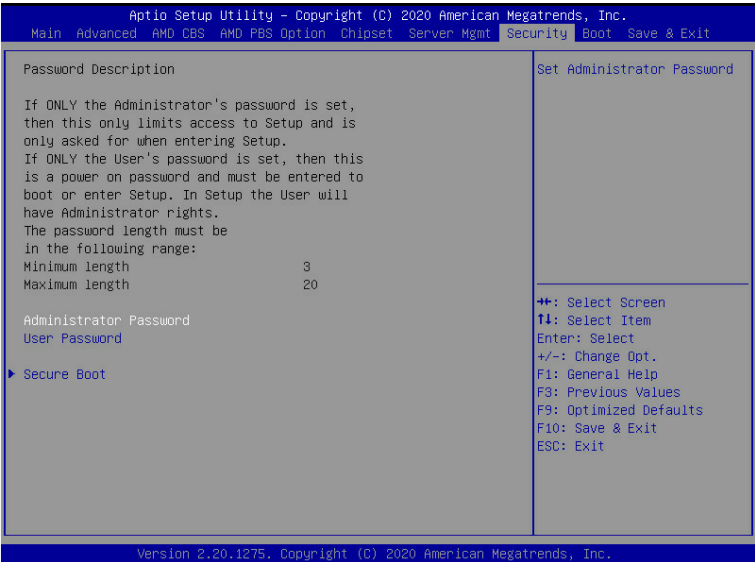 Aptio Setup Utility – Copyright (C) 2020 American Megatrends, Inc.
Main Advanced AMD CBS AMD PBS Option Chipset Server Mgmt Security Boot Save & Exit
Password Description
If ONLY the Administrator's password is set,
then this only limits access to Setup and is
only asked for when entering Setup.
If ONLY the User's password is set, then this
is a power on password and must be entered to
boot or enter Setup. In Setup the User will
have Administrator rights.
The password length must be
in the following range:
Minimum length 3
Maximum length 20
Administrator Password
User Password
Secure Boot
Set Administrator Password
→←: Select Screen
↑↓: Select Item
Enter: Select
+/-: Change Opt.
F1: General Help
F3: Previous Values
F9: Optimized Defaults
F10: Save & Exit
ESC: Exit
Version 2.20.1275. Copyright (C) 2020 American Megatrends, Inc.